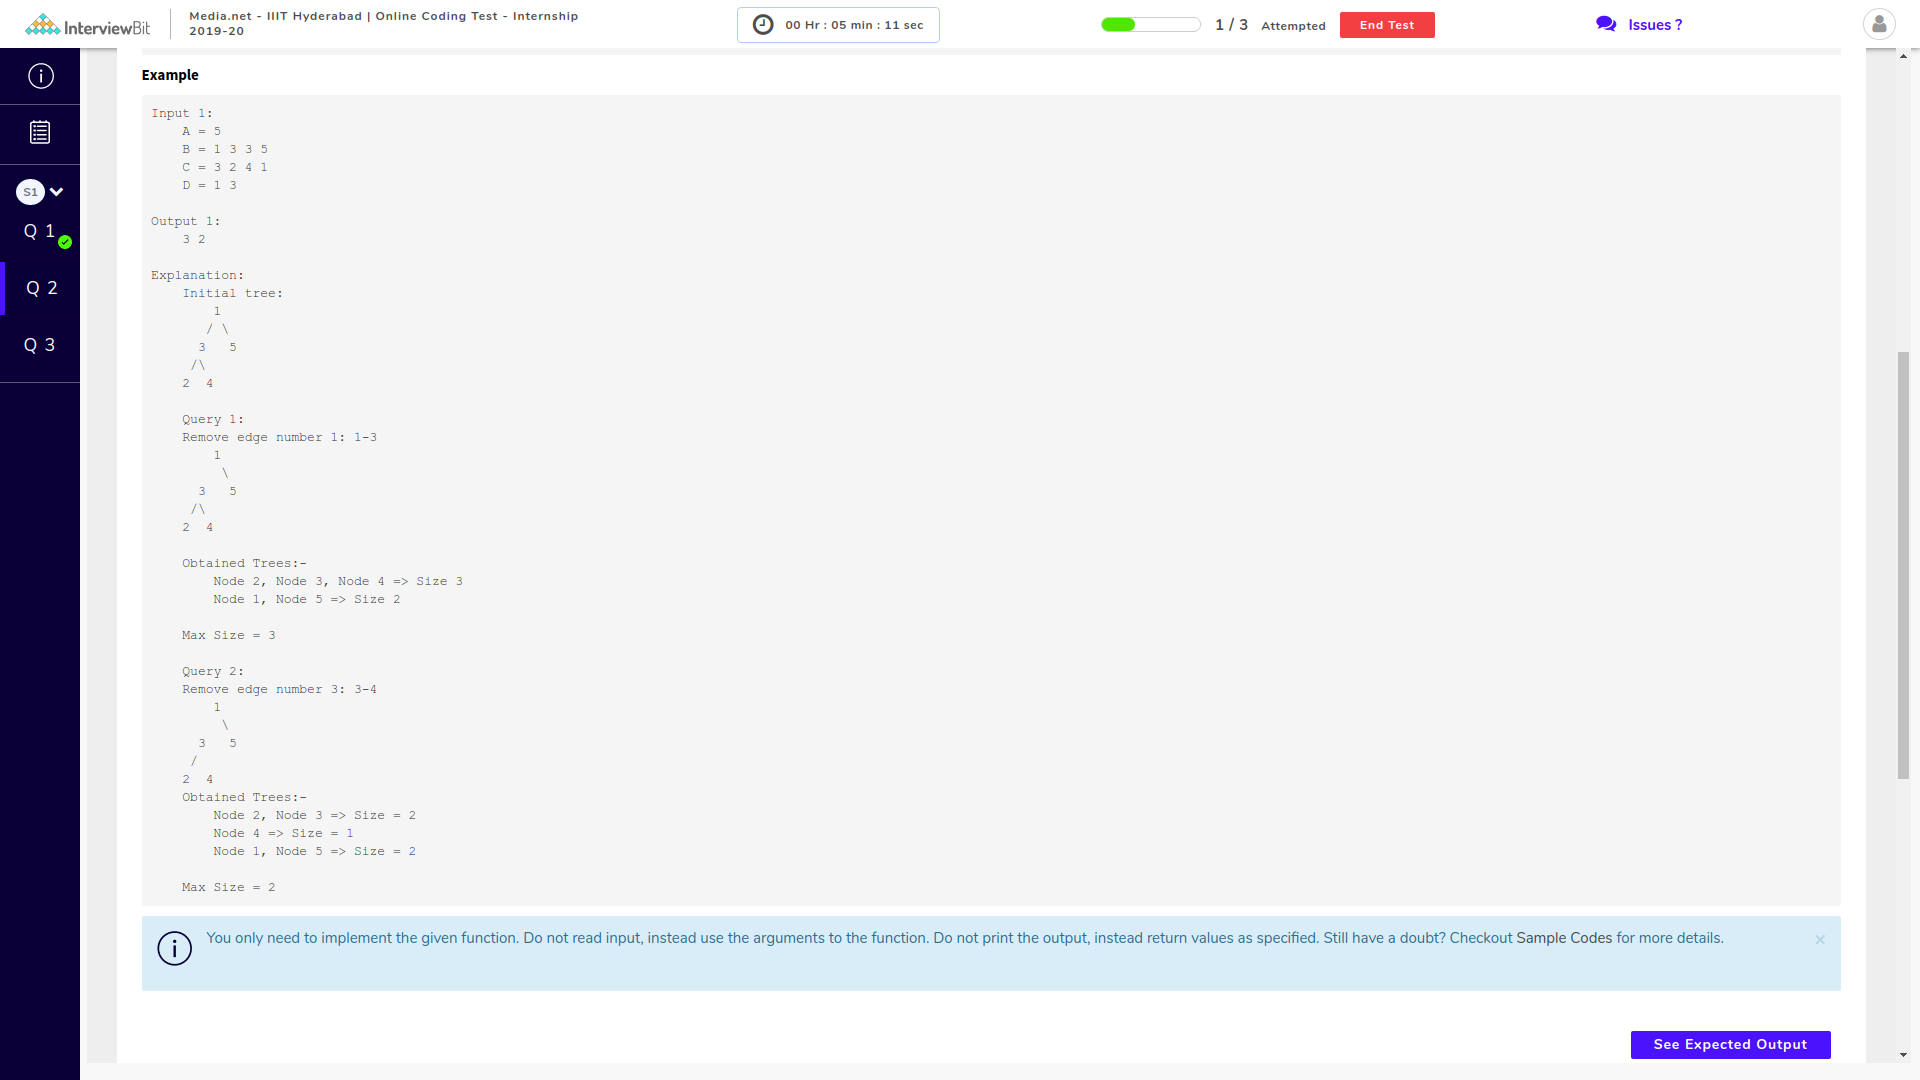 InterviewBit
Media.net - IIIT Hyderabad | Online Coding Test - Internship
2019-20
00 Hr : 05 min : 11 sec
1 / 3 Attempted
End Test
Issues ?
S1
Q 1
Q 2
Q 3
Example
Input 1:
    A = 5
    B = 1 3 3 5
    C = 3 2 4 1
    D = 1 3
Output 1:
    3 2
Explanation:
    Initial tree:
        1
       / \
      3   5
     /\
    2  4
    Query 1:
    Remove edge number 1: 1-3
        1
         \
      3   5
     /\
    2  4
    Obtained Trees:-
        Node 2, Node 3, Node 4 => Size 3
        Node 1, Node 5 => Size 2
    Max Size = 3
    Query 2:
    Remove edge number 3: 3-4
        1
         \
      3   5
     /
    2  4
    Obtained Trees:-
        Node 2, Node 3 => Size = 2
        Node 4 => Size = 1
        Node 1, Node 5 => Size = 2
    Max Size = 2
You only need to implement the given function. Do not read input, instead use the arguments to the function. Do not print the output, instead return values as specified. Still have a doubt? Checkout Sample Codes for more details.
×
See Expected Output